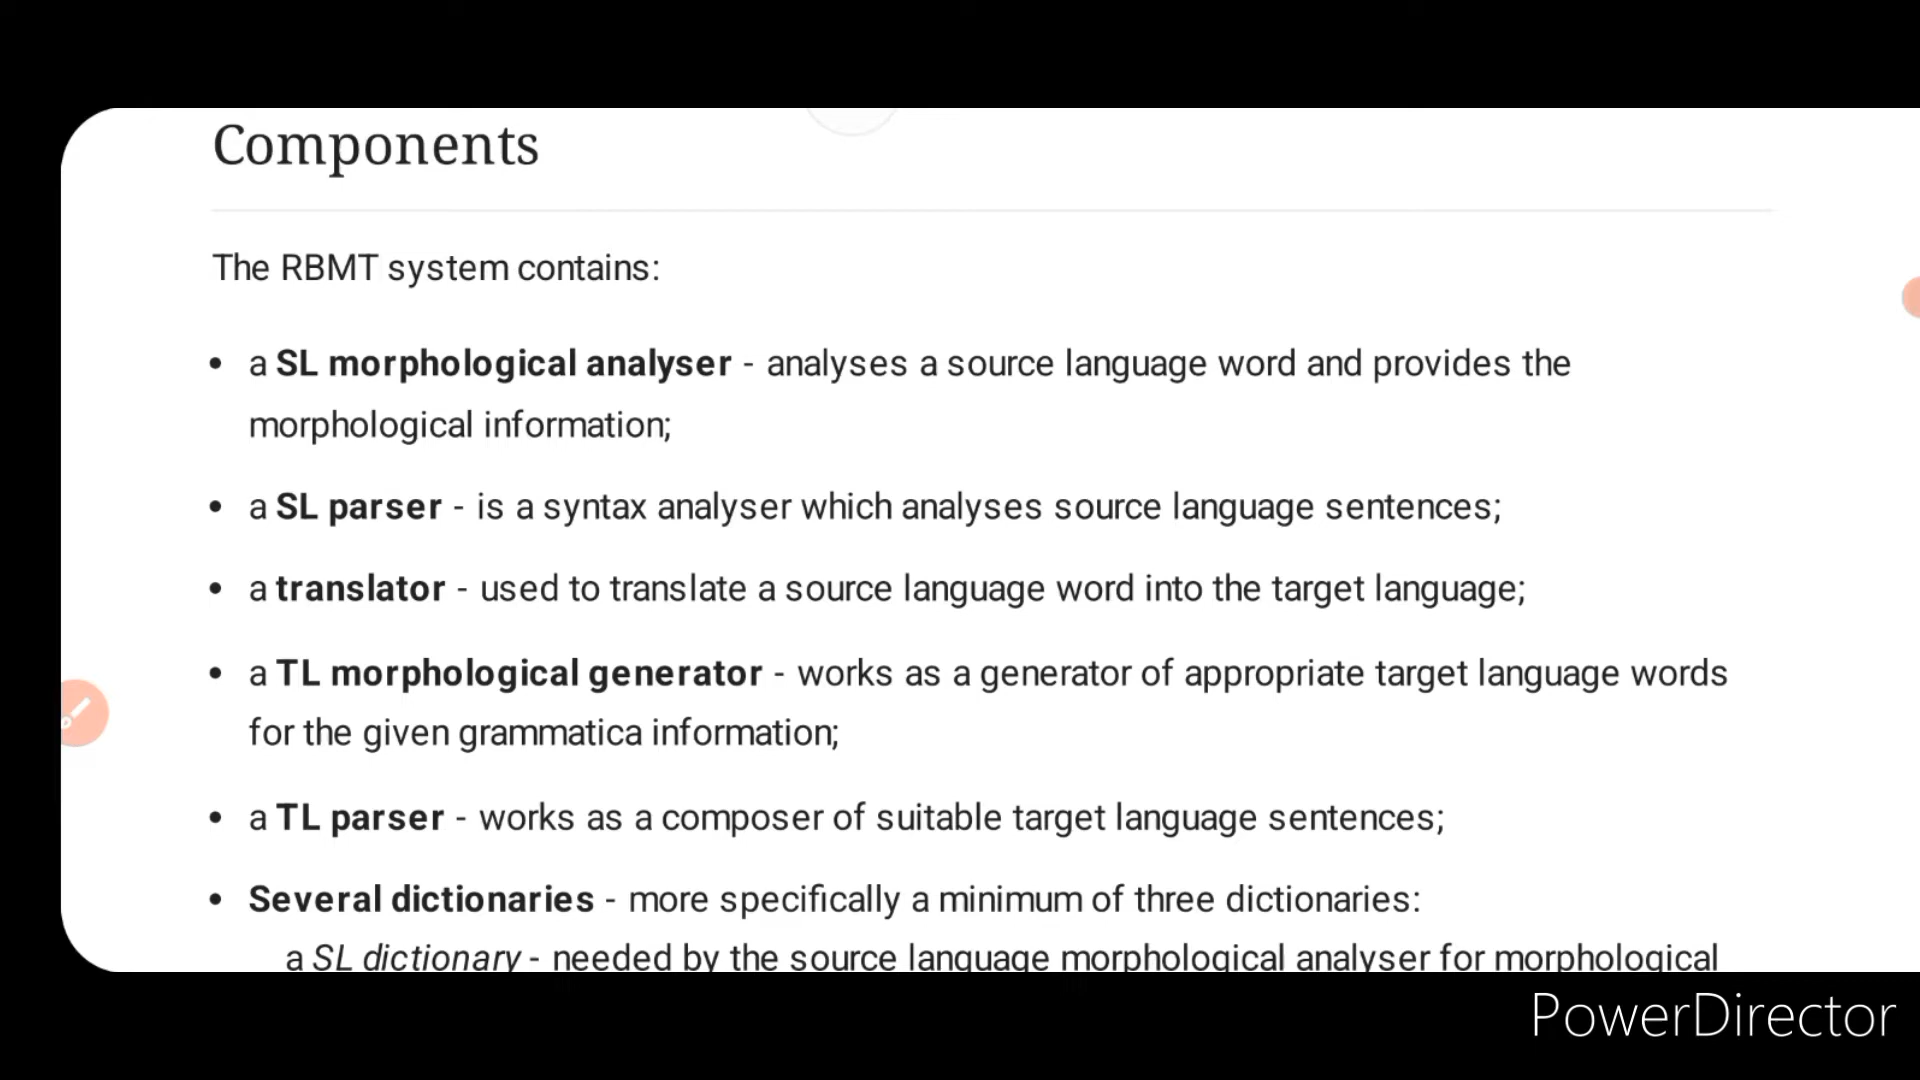 Components
The RBMT system contains:
• a SL morphological analyser - analyses a source language word and provides the
morphological information;
• a SL parser - is a syntax analyser which analyses source language sentences;
• a translator - used to translate a source language word into the target language;
• a TL morphological generator - works as a generator of appropriate target language words
for the given grammatica information;
• a TL parser - works as a composer of suitable target language sentences;
• Several dictionaries - more specifically a minimum of three dictionaries:
a SL dictionary - needed by the source language morphological analyser for morphological
PowerDirector